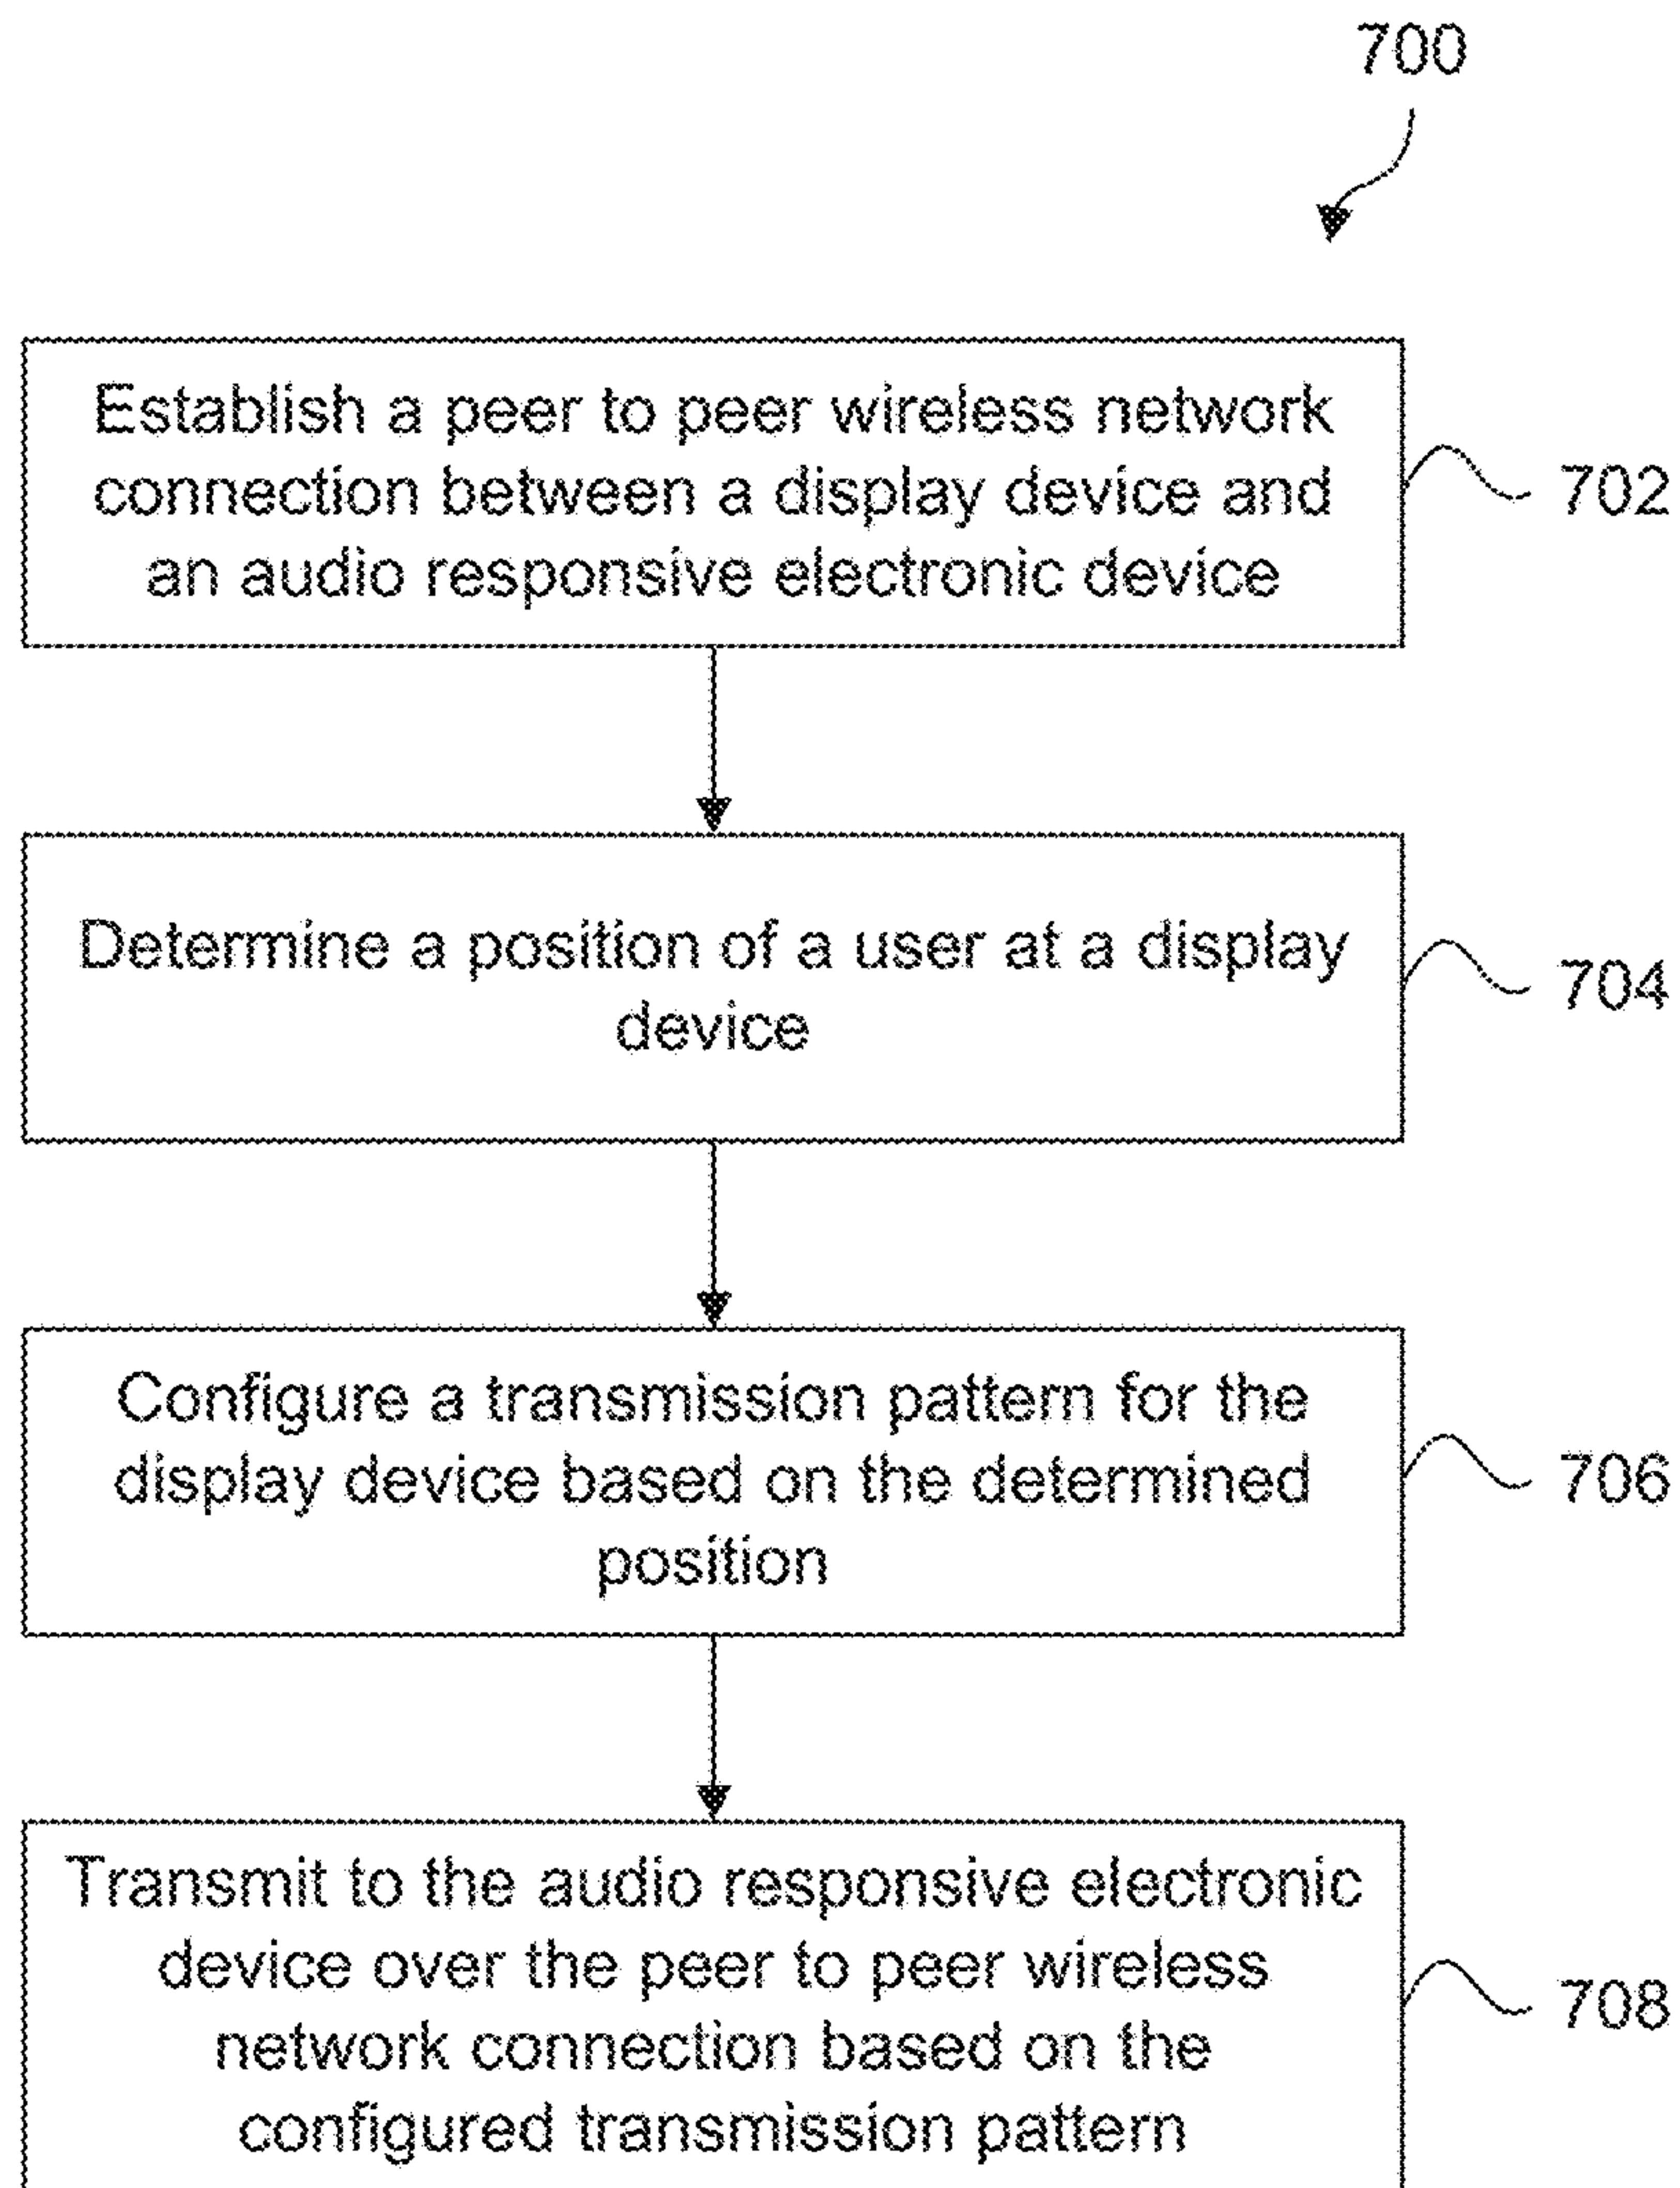 700
Establish a peer to peer wireless network
connection between a display device and
an audio responsive electronic device
702
Determine a position of a user at a display
device
704
Configure a transmission pattern for the
display device based on the determined
position
706
Transmit to the audio responsive electronic
device over the peer to peer wireless
network connection based on the
configured transmission pattern
708